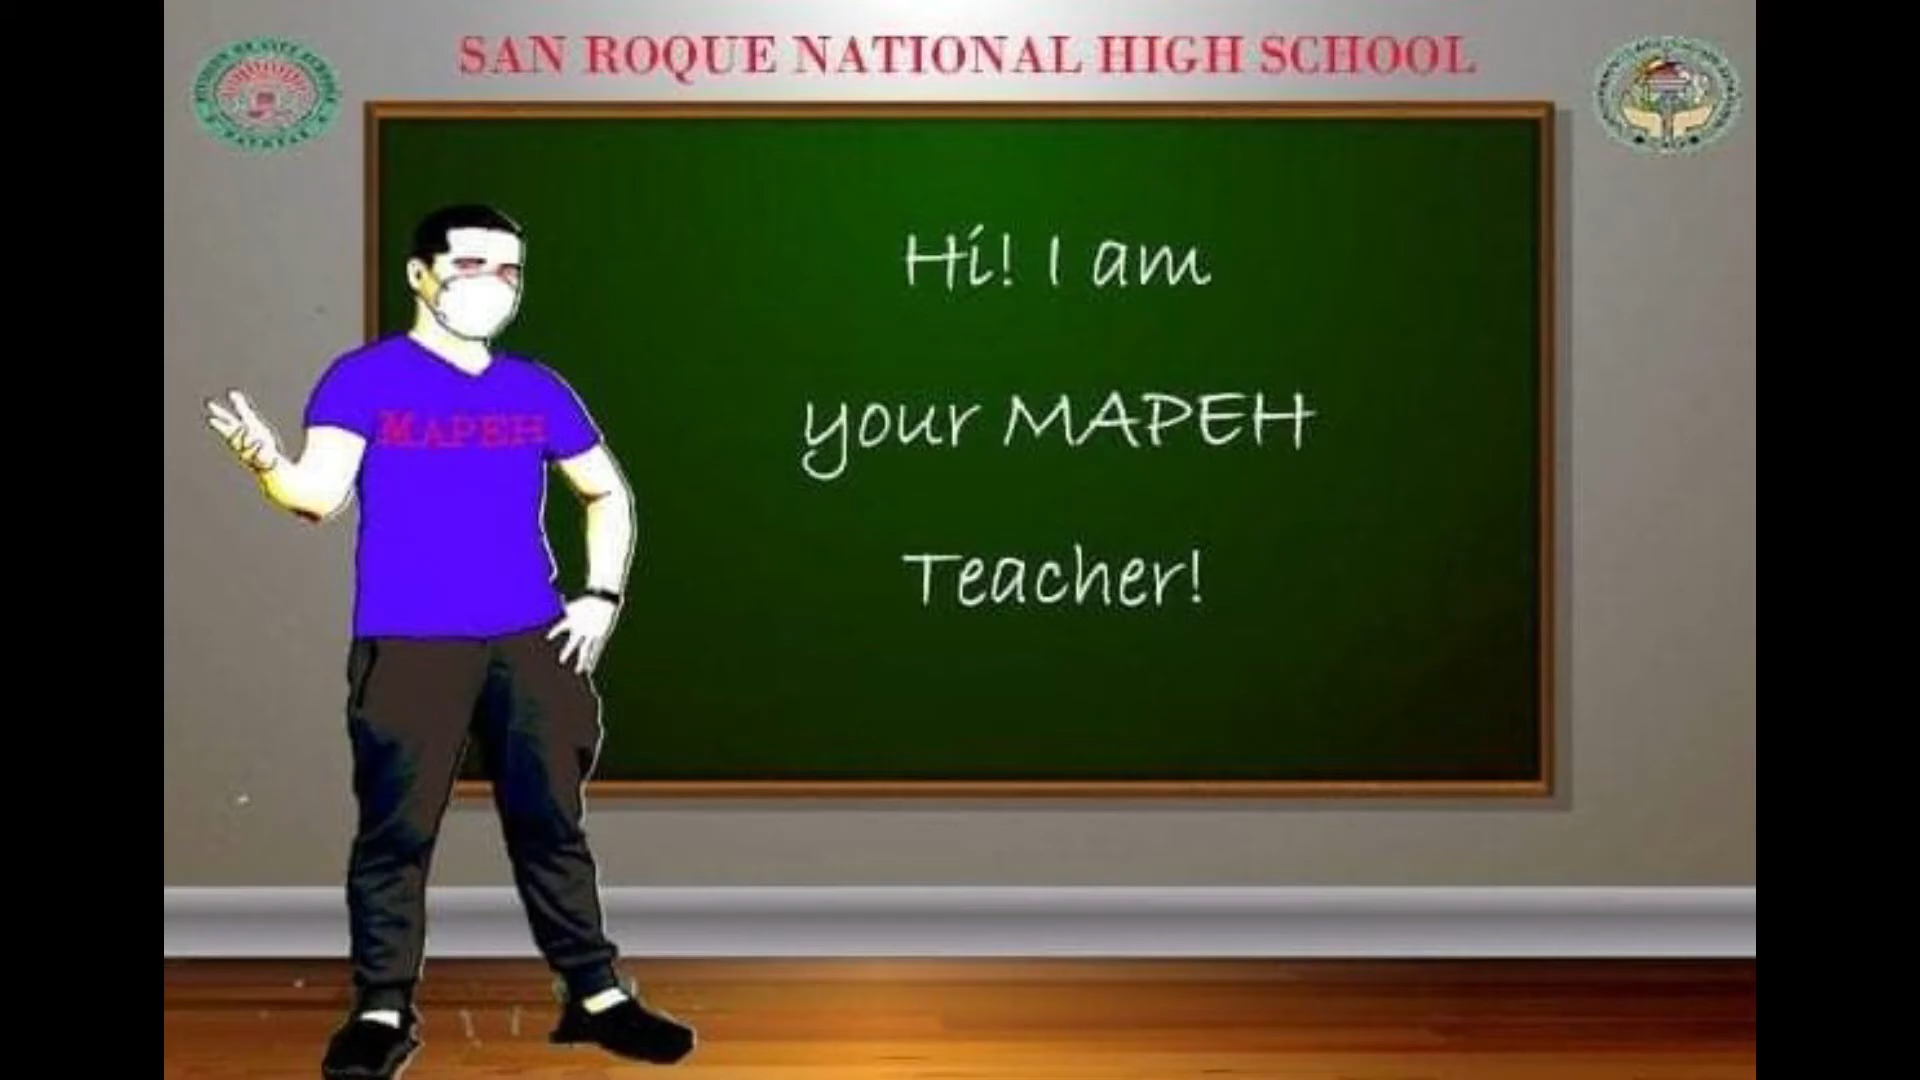 SAN ROQUE NATIONAL HIGH SCHOOL
Hi! I am
your MAPEH
Teacher!
MAPEH